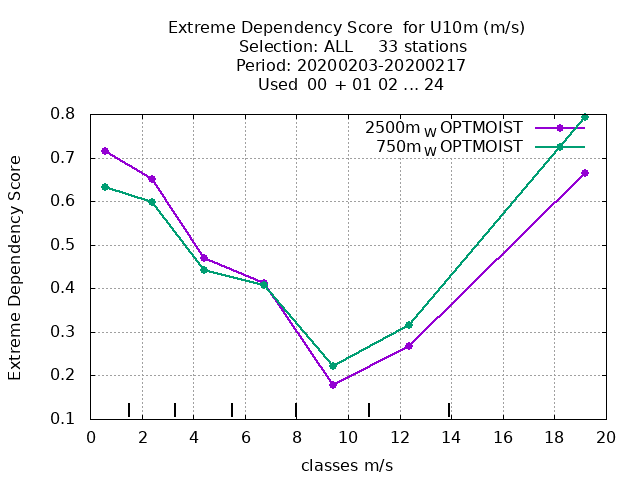 Extreme Dependency Score  for U10m (m/s)
Selection: ALL     33 stations
Period: 20200203-20200217
Used  00  + 01 02 ... 24
2500m W OPTMOIST
750m W OPTMOIST
Extreme Dependency Score
0.8
0.7
0.6
0.5
0.4
0.3
0.2
0.1
0 2 4 6 8 10 12 14 16 18 20
classes m/s